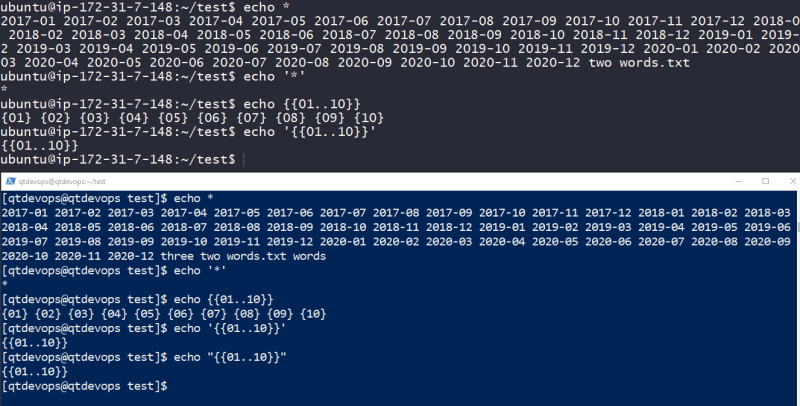 ubuntu@ip-172-31-7-148:~/test$ echo *
2017-01 2017-02 2017-03 2017-04 2017-05 2017-06 2017-07 2017-08 2017-09 2017-10 2017-11 2017-12 2018-0
 2018-02 2018-03 2018-04 2018-05 2018-06 2018-07 2018-08 2018-09 2018-10 2018-11 2018-12 2019-01 2019-
2 2019-03 2019-04 2019-05 2019-06 2019-07 2019-08 2019-09 2019-10 2019-11 2019-12 2020-01 2020-02 2020
03 2020-04 2020-05 2020-06 2020-07 2020-08 2020-09 2020-10 2020-11 2020-12 two words.txt
ubuntu@ip-172-31-7-148:~/test$ echo '*'
*
ubuntu@ip-172-31-7-148:~/test$ echo {{01..10}}
{01} {02} {03} {04} {05} {06} {07} {08} {09} {10}
ubuntu@ip-172-31-7-148:~/test$ echo '{{01..10}}'
{{01..10}}
ubuntu@ip-172-31-7-148:~/test$
qtdevops@qtdevops:~/test
[qtdevops@qtdevops test]$ echo *
2017-01 2017-02 2017-03 2017-04 2017-05 2017-06 2017-07 2017-08 2017-09 2017-10 2017-11 2017-12 2018-01 2018-02 2018-03
2018-04 2018-05 2018-06 2018-07 2018-08 2018-09 2018-10 2018-11 2018-12 2019-01 2019-02 2019-03 2019-04 2019-05 2019-06
2019-07 2019-08 2019-09 2019-10 2019-11 2019-12 2020-01 2020-02 2020-03 2020-04 2020-05 2020-06 2020-07 2020-08 2020-09
2020-10 2020-11 2020-12 three two words.txt words
[qtdevops@qtdevops test]$ echo '*'
*
[qtdevops@qtdevops test]$ echo {{01..10}}
{01} {02} {03} {04} {05} {06} {07} {08} {09} {10}
[qtdevops@qtdevops test]$ echo '{{01..10}}'
{{01..10}}
[qtdevops@qtdevops test]$ echo "{{01..10}}"
{{01..10}}
[qtdevops@qtdevops test]$